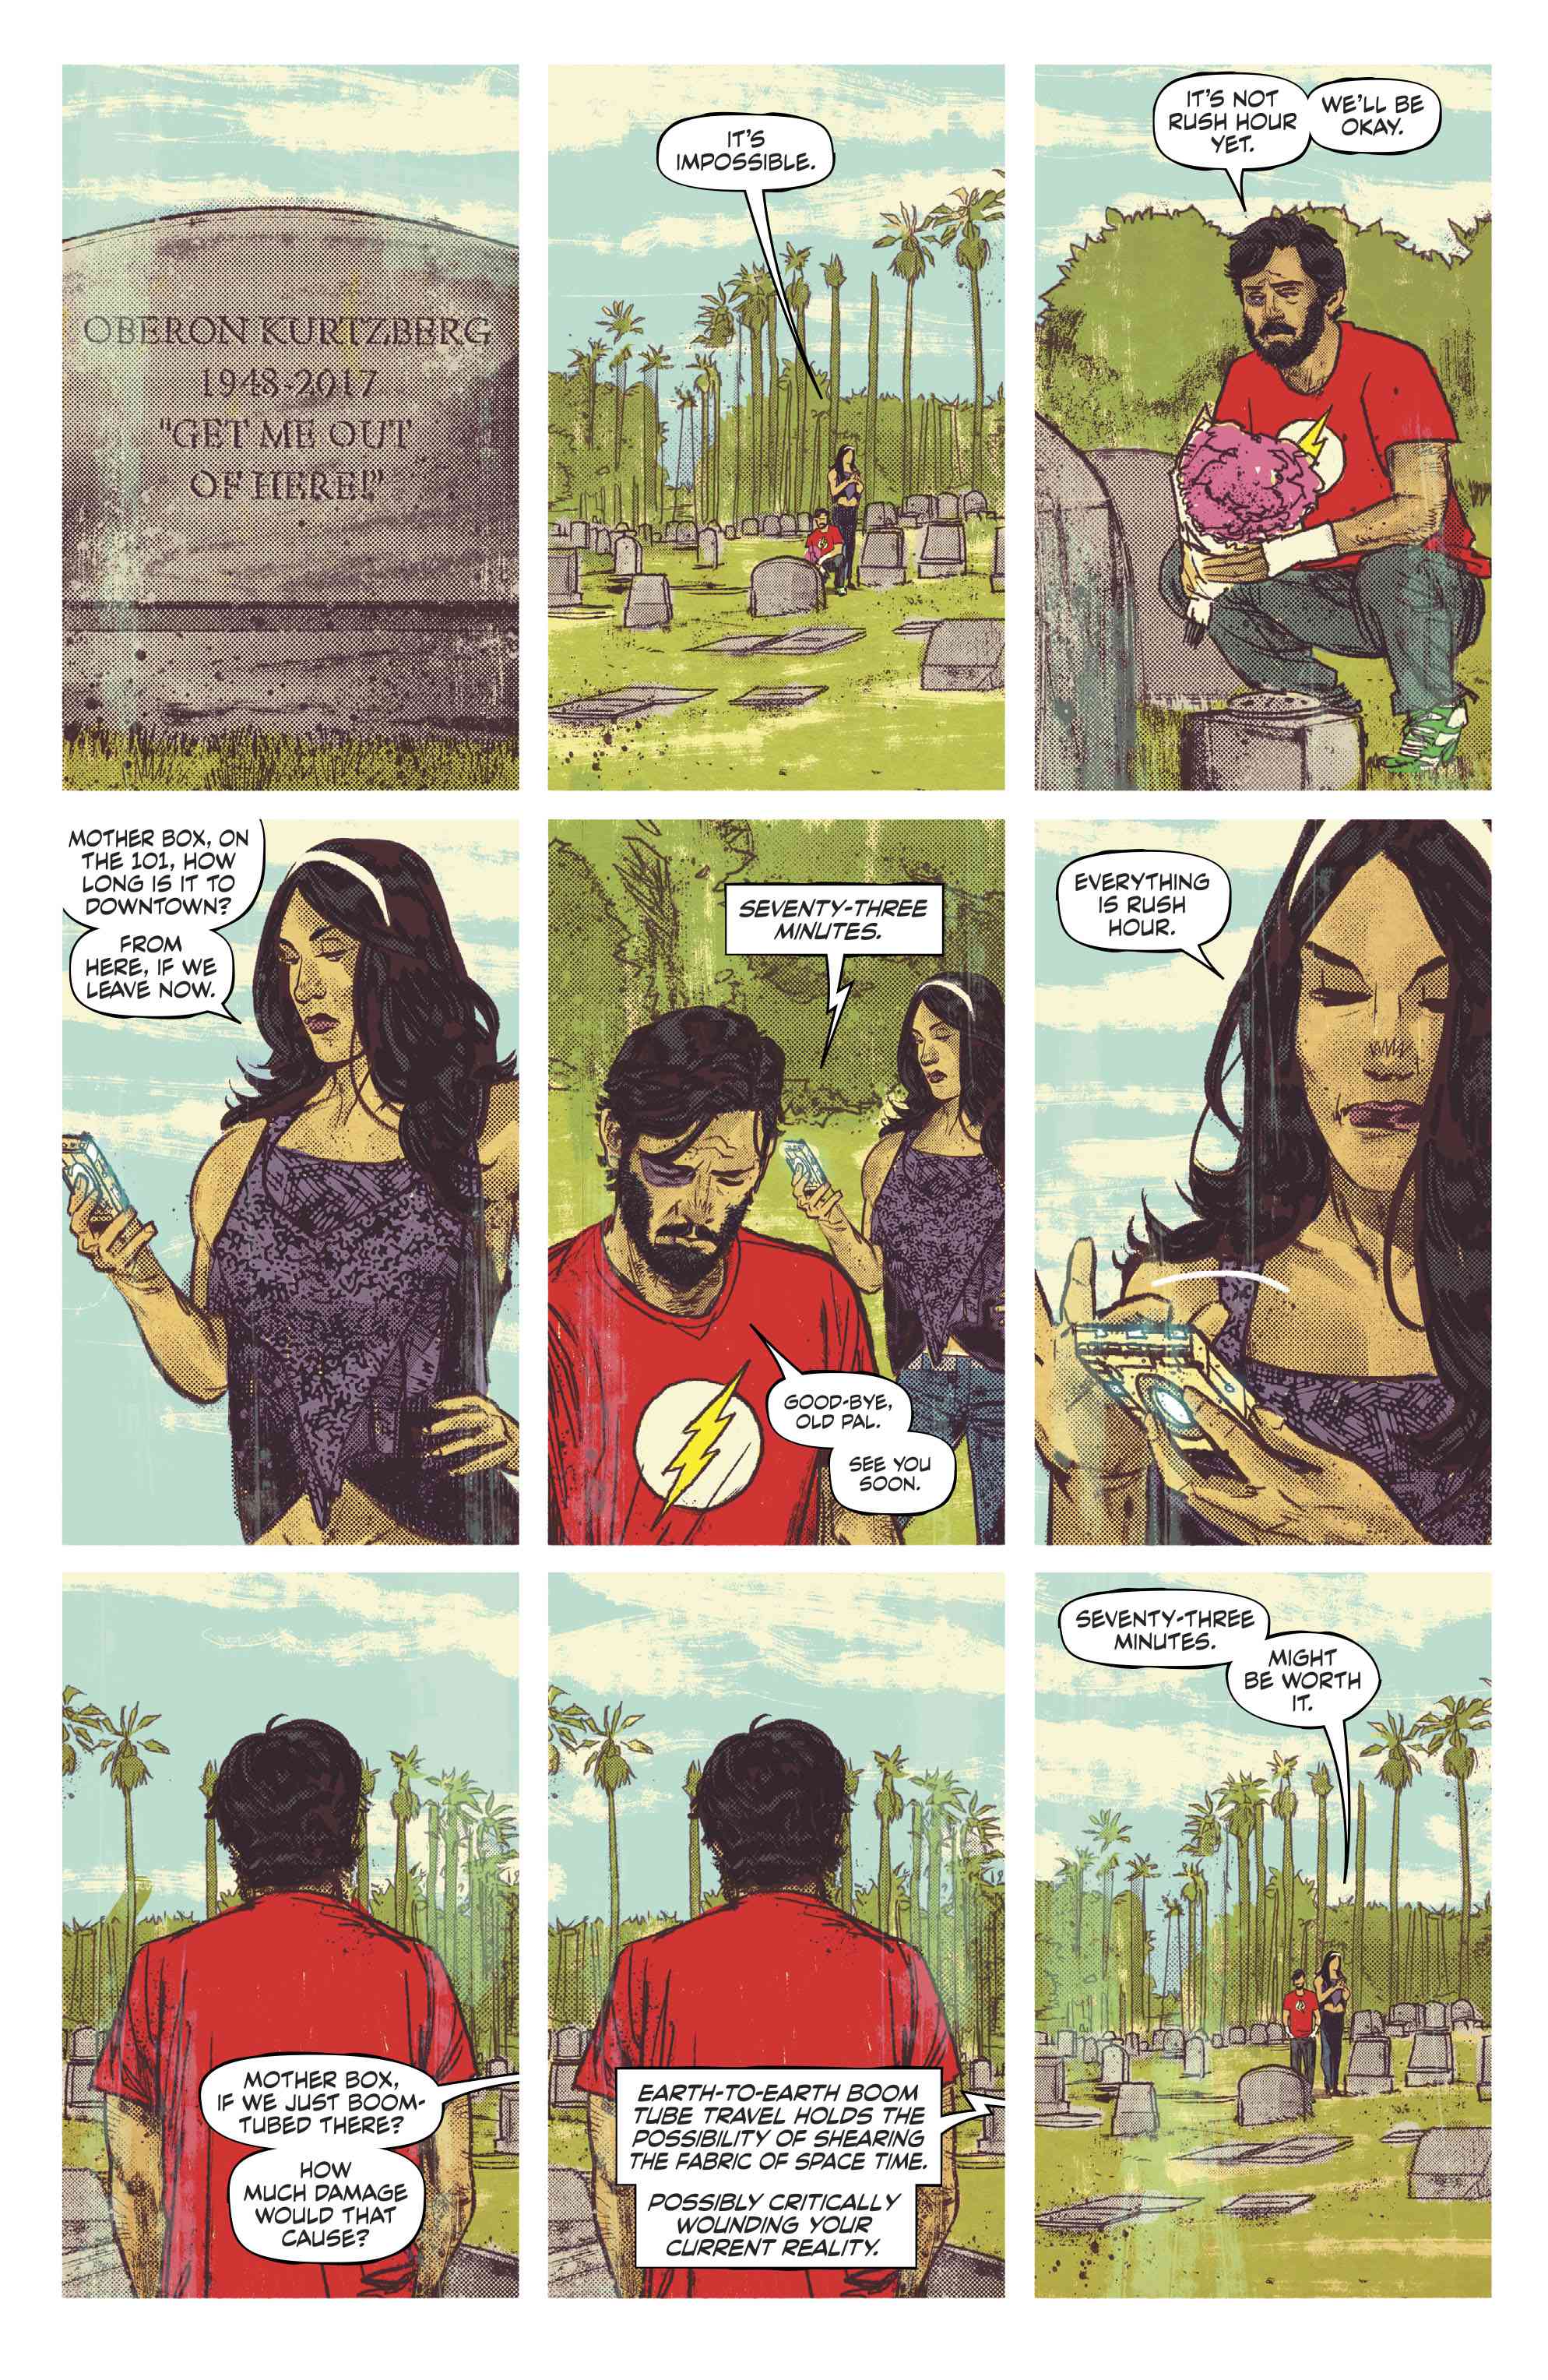 OBERON KURTZBERG
1948-2017
"GET ME OUT
OF HERE!"
IT'S
IMPOSSIBLE.
IT'S NOT
RUSH HOUR
YET.
WE'LL BE
OKAY.
MOTHER BOX, ON
THE 101, HOW
LONG IS IT TO
DOWNTOWN?
FROM
HERE, IF WE
LEAVE NOW.
SEVENTY-THREE
MINUTES.
GOOD-BYE,
OLD PAL.
SEE YOU
SOON.
EVERYTHING
IS RUSH
HOUR.
MOTHER BOX,
IF WE JUST BOOM-
TUBED THERE?
HOW
MUCH DAMAGE
WOULD THAT
CAUSE?
EARTH-TO-EARTH BOOM
TUBE TRAVEL HOLDS THE
POSSIBILITY OF SHEARING
THE FABRIC OF SPACE TIME.
POSSIBLY CRITICALLY
WOUNDING YOUR
CURRENT REALITY.
SEVENTY-THREE
MINUTES.
MIGHT
BE WORTH
IT.